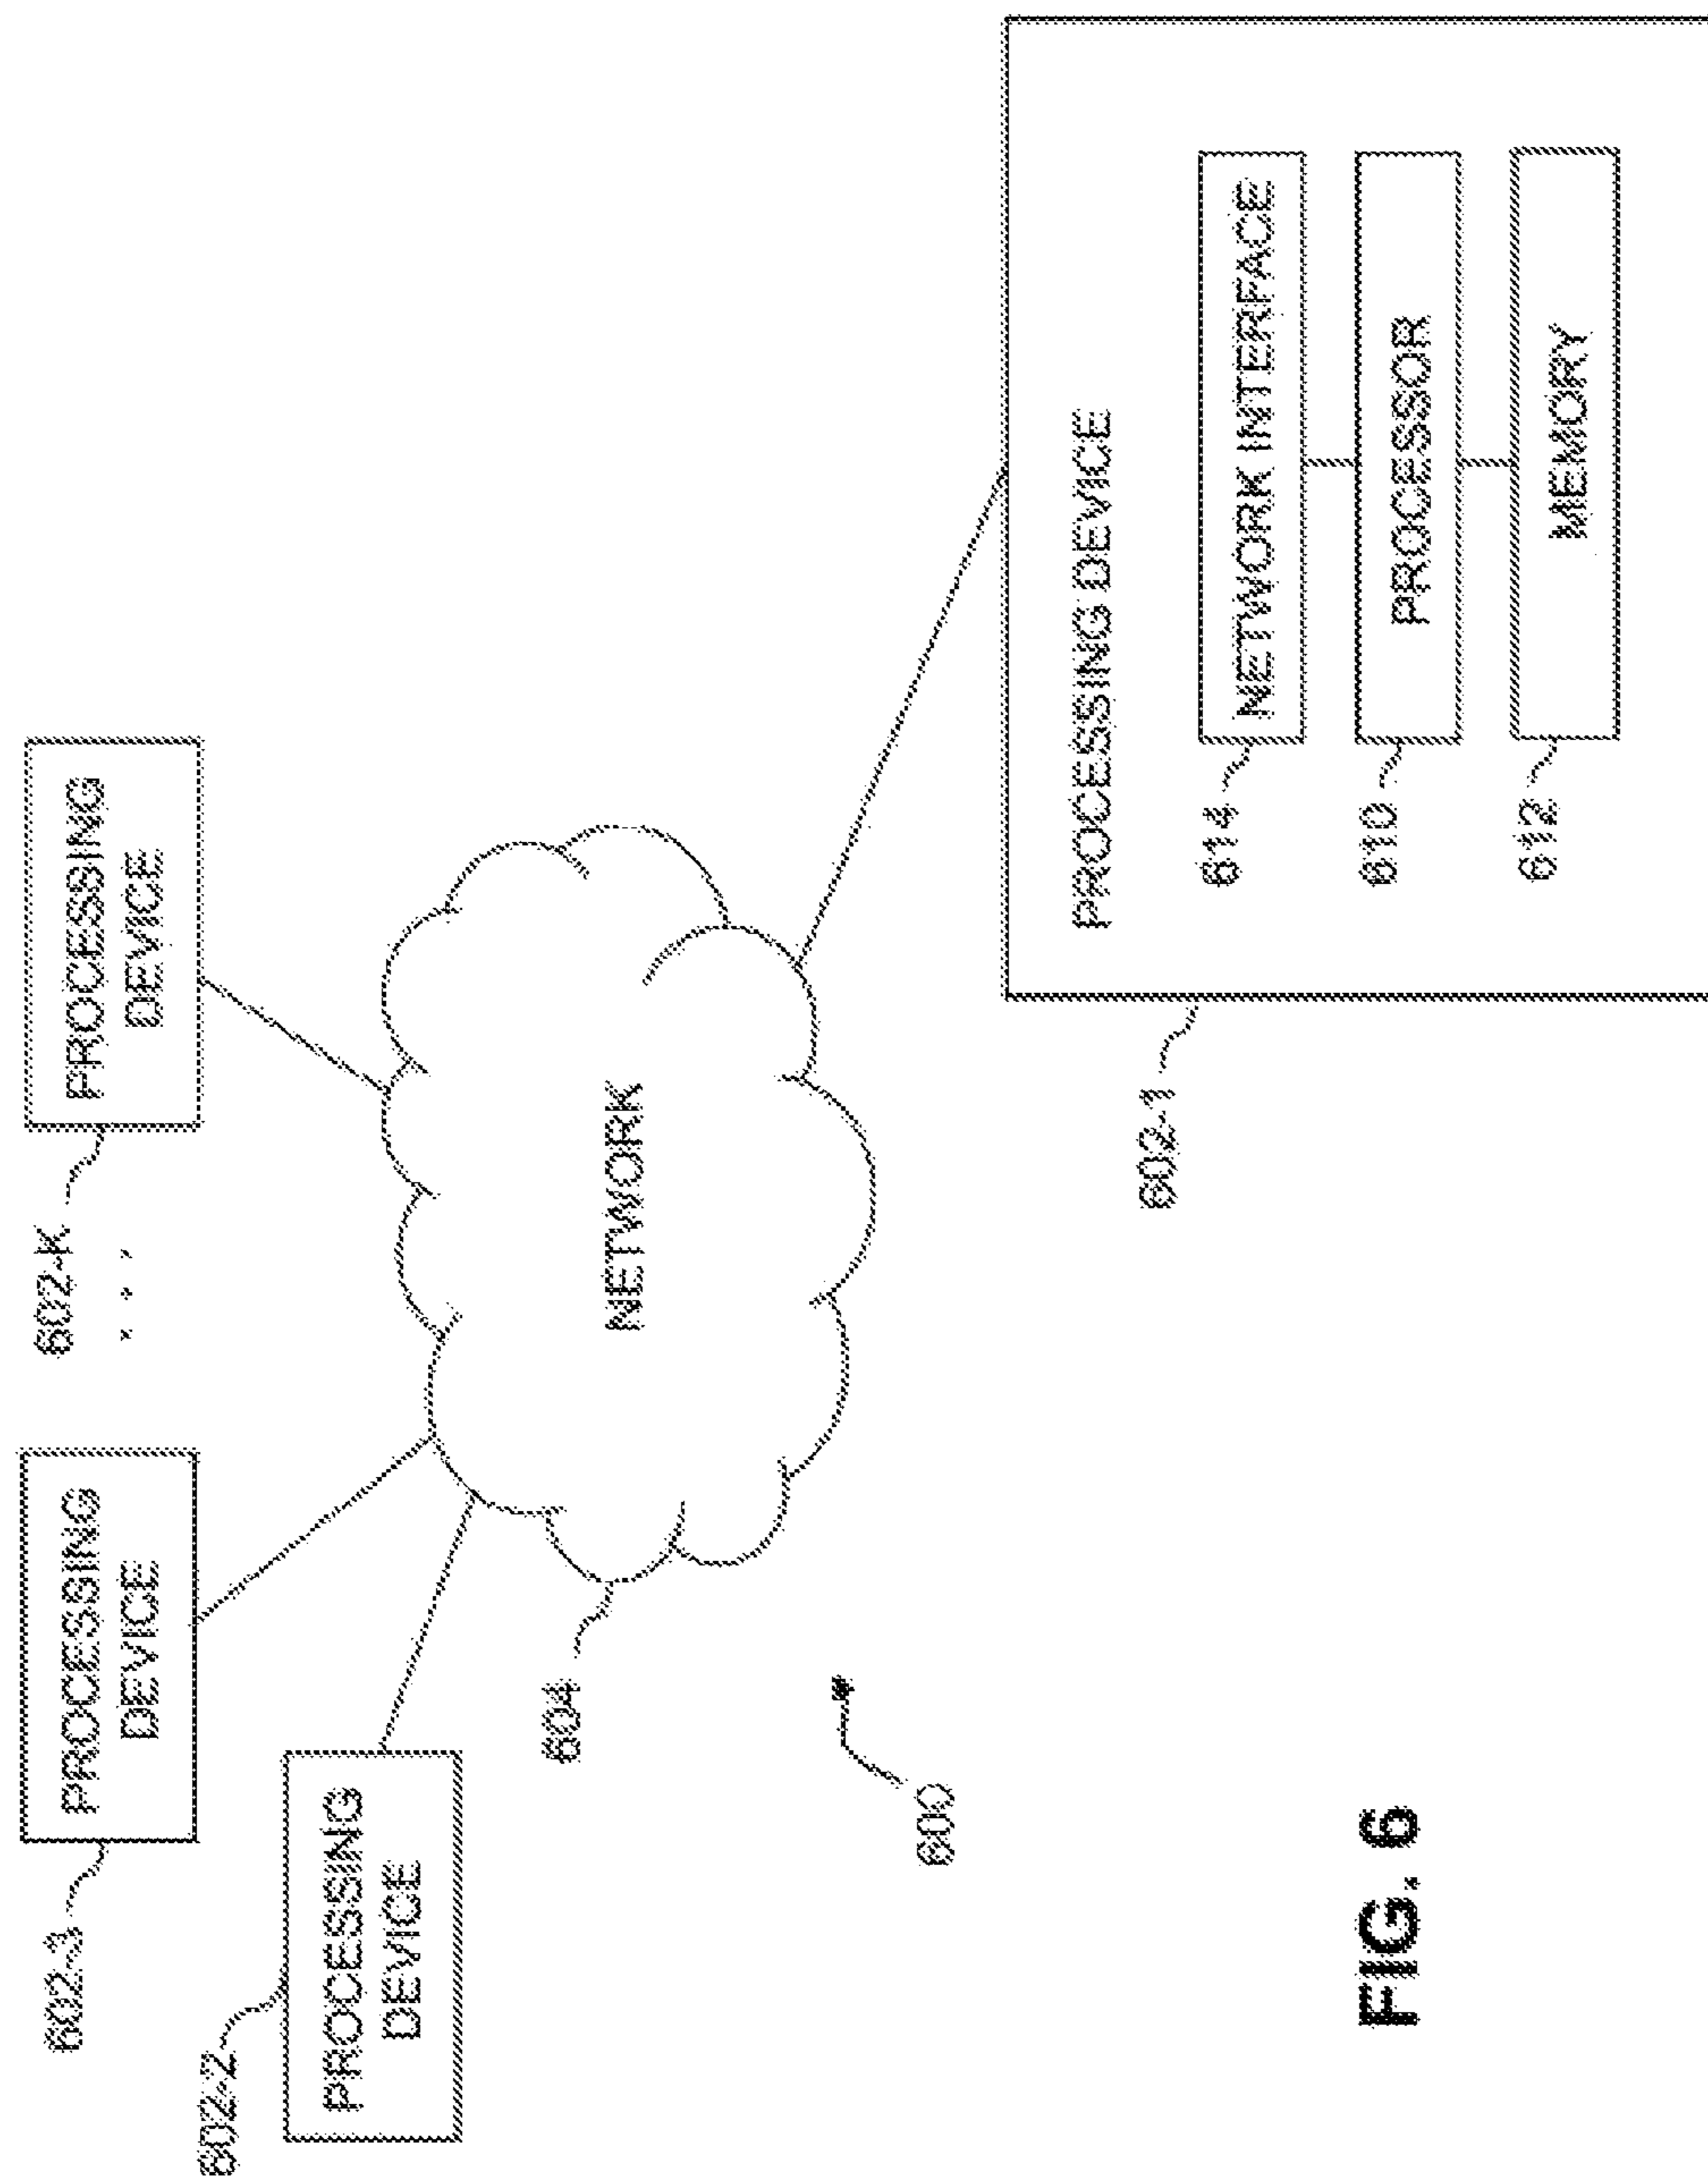 602-3
PROCESSING
DEVICE
602-K
. . .
PROCESSING
DEVICE
602-2
PROCESSING
DEVICE
604
NETWORK
600
602-1
PROCESSING DEVICE
614
NETWORK INTERFACE
610
PROCESSOR
612
MEMORY
FIG. 6